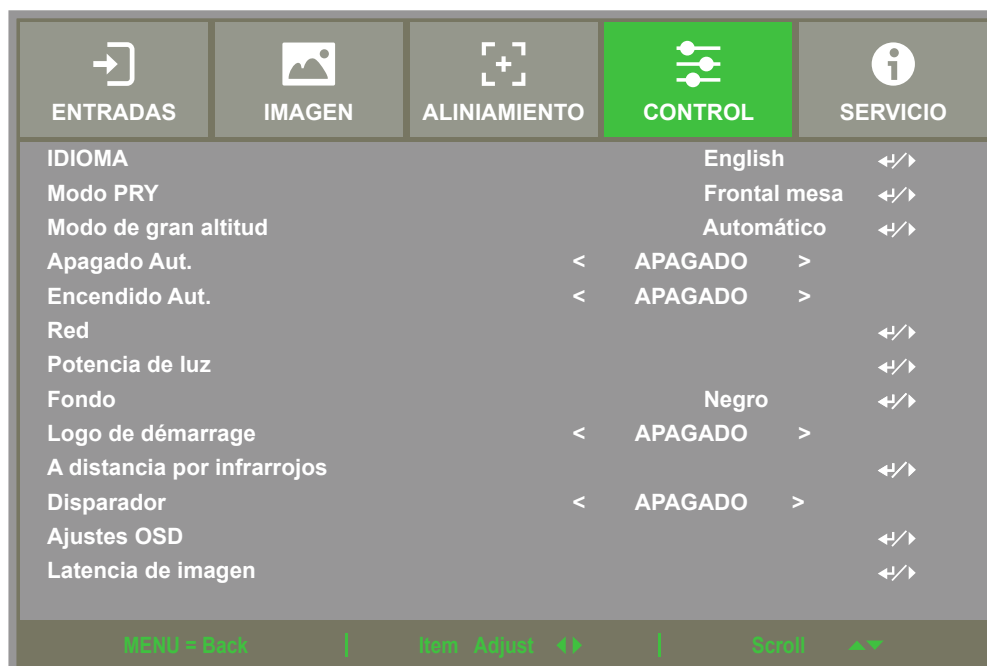 ENTRADAS IMAGEN ALINIAMIENTO CONTROL SERVICIO
IDIOMA English
Modo PRY Frontal mesa
Modo de gran altitud Automático
Apagado Aut. < APAGADO >
Encendido Aut. < APAGADO >
Red
Potencia de luz
Fondo Negro
Logo de démarrage < APAGADO >
A distancia por infrarrojos
Disparador < APAGADO >
Ajustes OSD
Latencia de imagen
MENU = Back | Item Adjust | Scroll